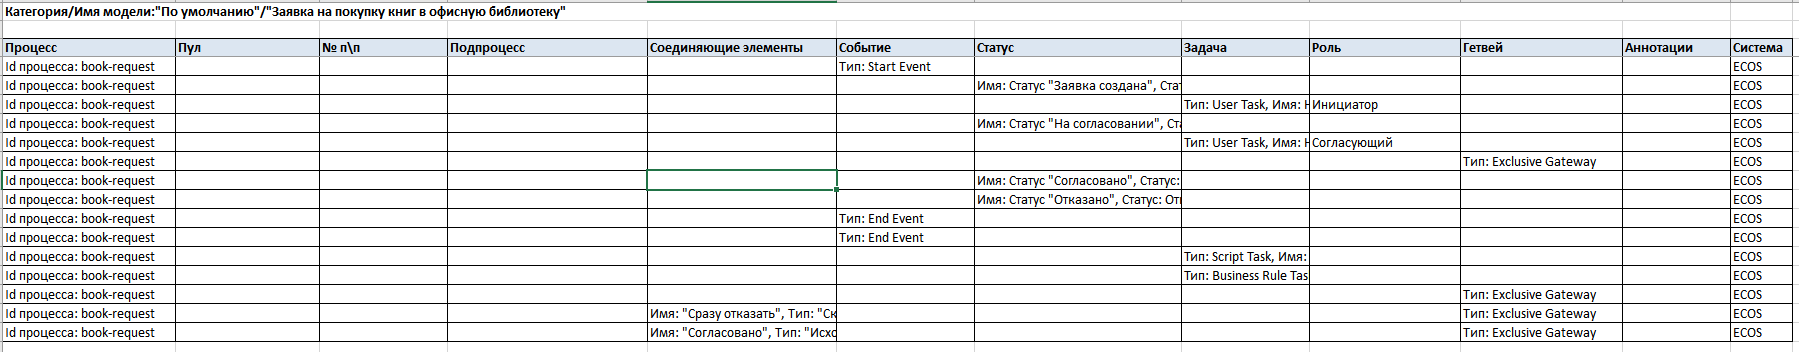 Категория/Имя модели:"По умолчанию"/"Заявка на покупку книг в офисную библиотеку"
Процесс Пул № п\п Подпроцесс Соединяющие элементы Событие Статус Задача Роль Гетвей Аннотации Система
Id процесса: book-request Тип: Start Event ECOS
Id процесса: book-request Имя: Статус "Заявка создана", Стат ECOS
Id процесса: book-request Тип: User Task, Имя: Н Инициатор ECOS
Id процесса: book-request Имя: Статус "На согласовании", Ста ECOS
Id процесса: book-request Тип: User Task, Имя: Н Согласующий ECOS
Id процесса: book-request Тип: Exclusive Gateway ECOS
Id процесса: book-request Имя: Статус "Согласовано", Статус: ECOS
Id процесса: book-request Имя: Статус "Отказано", Статус: От ECOS
Id процесса: book-request Тип: End Event ECOS
Id процесса: book-request Тип: End Event ECOS
Id процесса: book-request Тип: Script Task, Имя: ECOS
Id процесса: book-request Тип: Business Rule Tas ECOS
Id процесса: book-request Тип: Exclusive Gateway ECOS
Id процесса: book-request Имя: "Сразу отказать", Тип: "Ск Тип: Exclusive Gateway ECOS
Id процесса: book-request Имя: "Согласовано", Тип: "Исхо Тип: Exclusive Gateway ECOS